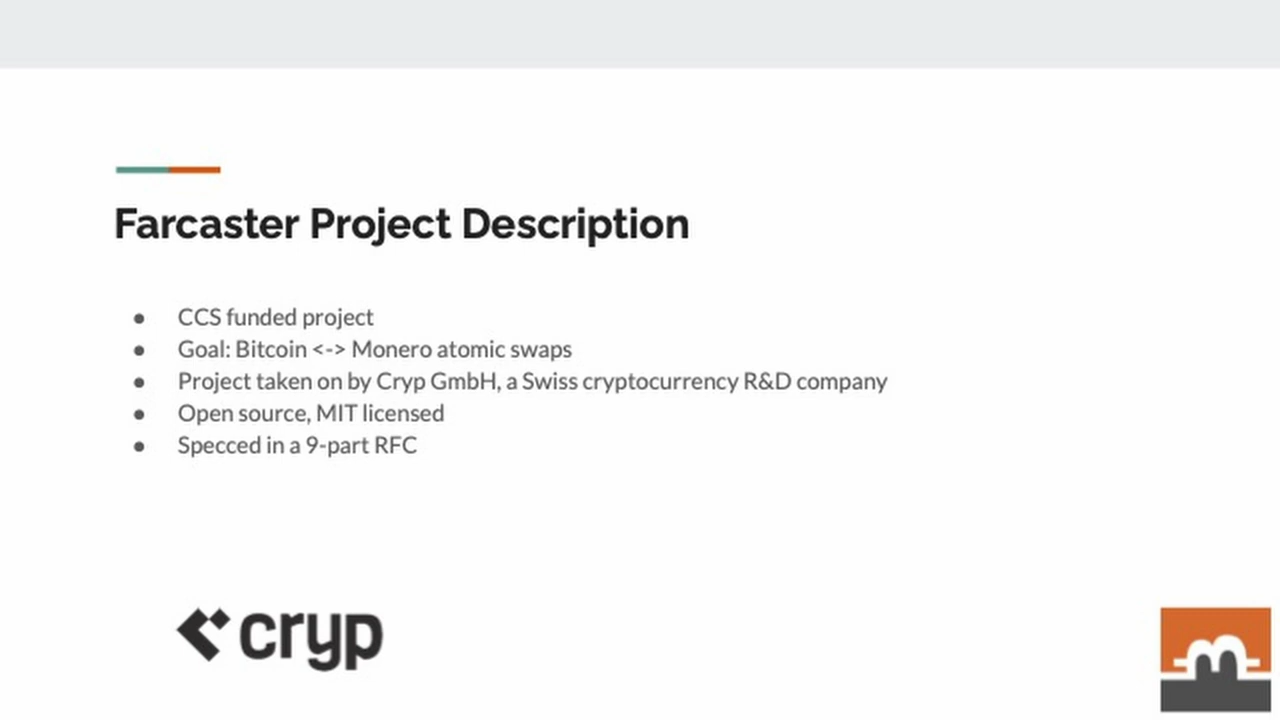 Farcaster Project Description
● CCS funded project
● Goal: Bitcoin <-> Monero atomic swaps
● Project taken on by Cryp GmbH, a Swiss cryptocurrency R&D company
● Open source, MIT licensed
● Specced in a 9-part RFC
cryp